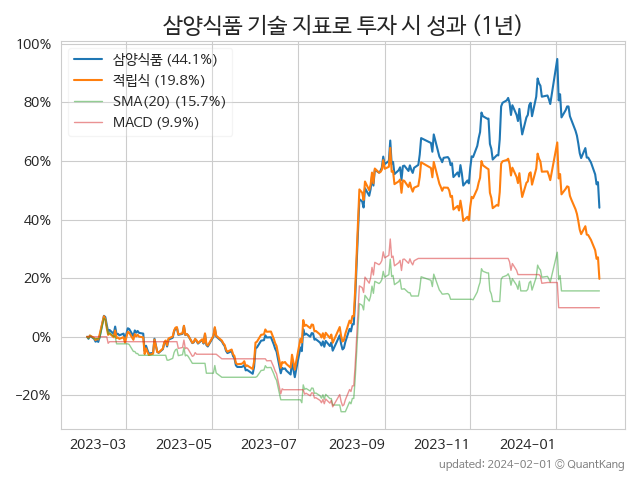 삼양식품 기술 지표로 투자 시 성과 (1년)
100%
80%
60%
40%
20%
0%
−20%
삼양식품 (44.1%)
적립식 (19.8%)
SMA(20) (15.7%)
MACD (9.9%)
2023-03 2023-05 2023-07 2023-09 2023-11 2024-01
updated: 2024-02-01 © QuantKang